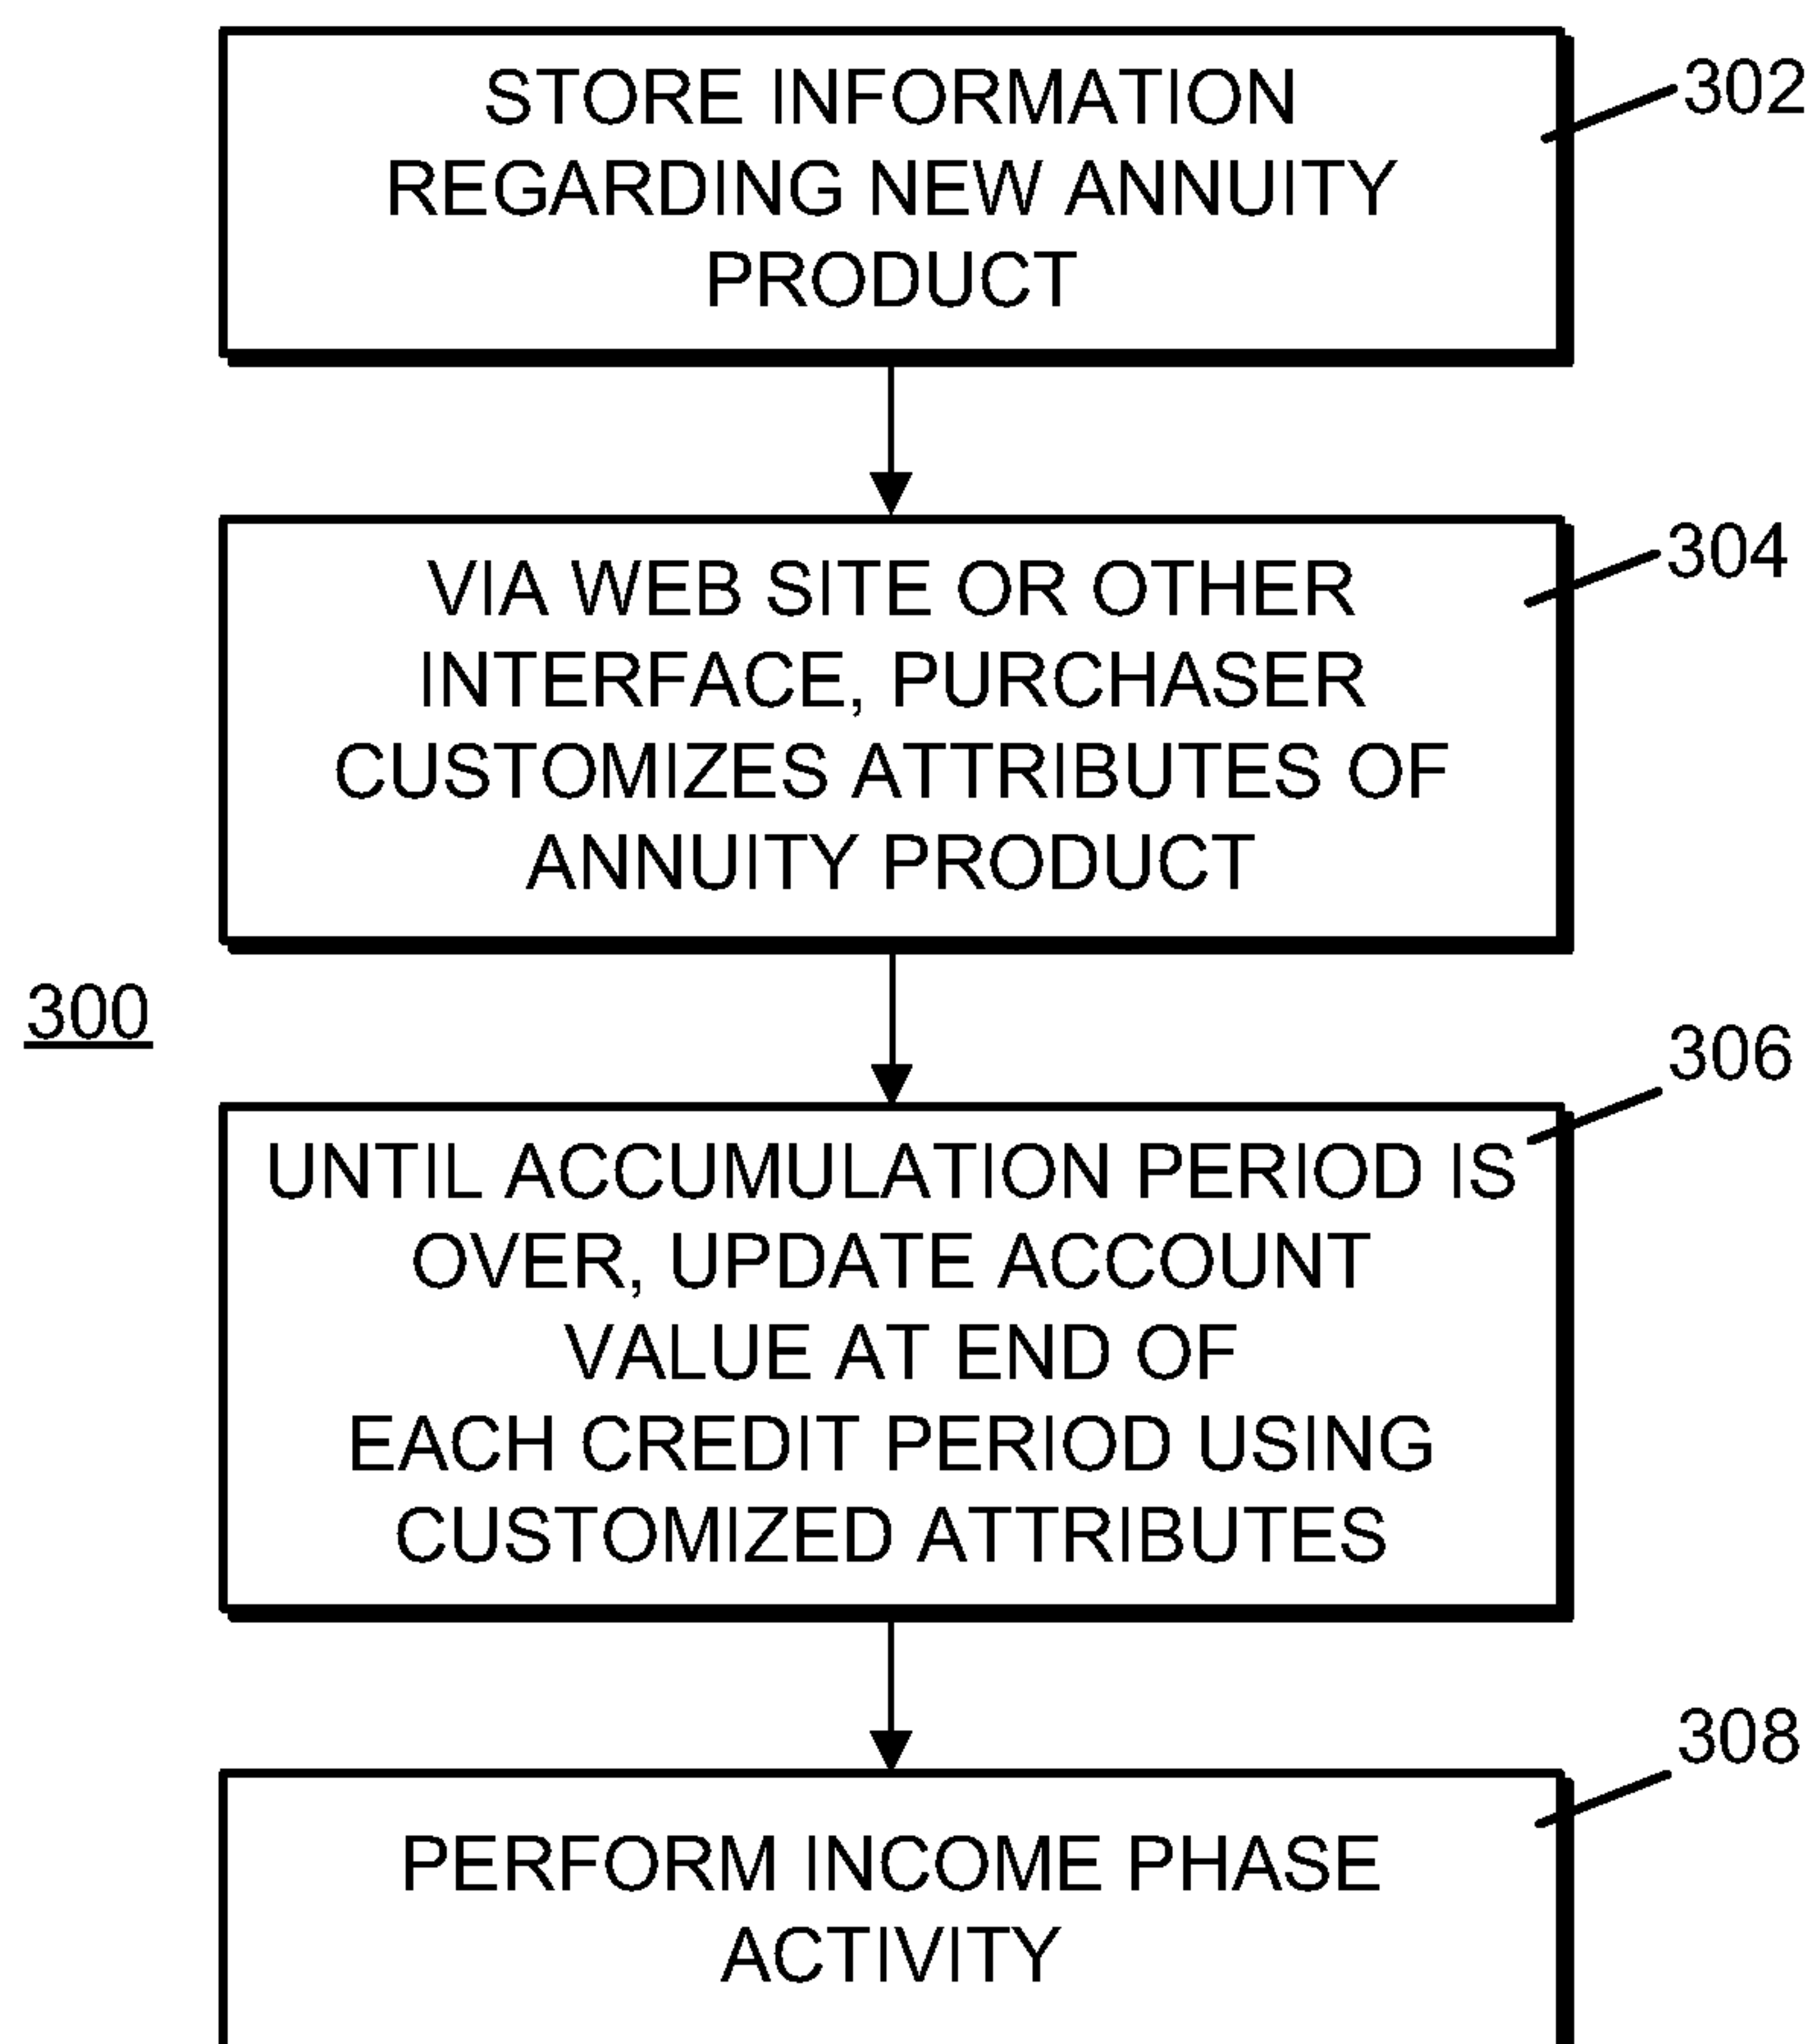 STORE INFORMATION
REGARDING NEW ANNUITY
PRODUCT
302
VIA WEB SITE OR OTHER
INTERFACE, PURCHASER
CUSTOMIZES ATTRIBUTES OF
ANNUITY PRODUCT
304
300
UNTIL ACCUMULATION PERIOD IS
OVER, UPDATE ACCOUNT
VALUE AT END OF
EACH CREDIT PERIOD USING
CUSTOMIZED ATTRIBUTES
306
PERFORM INCOME PHASE
ACTIVITY
308